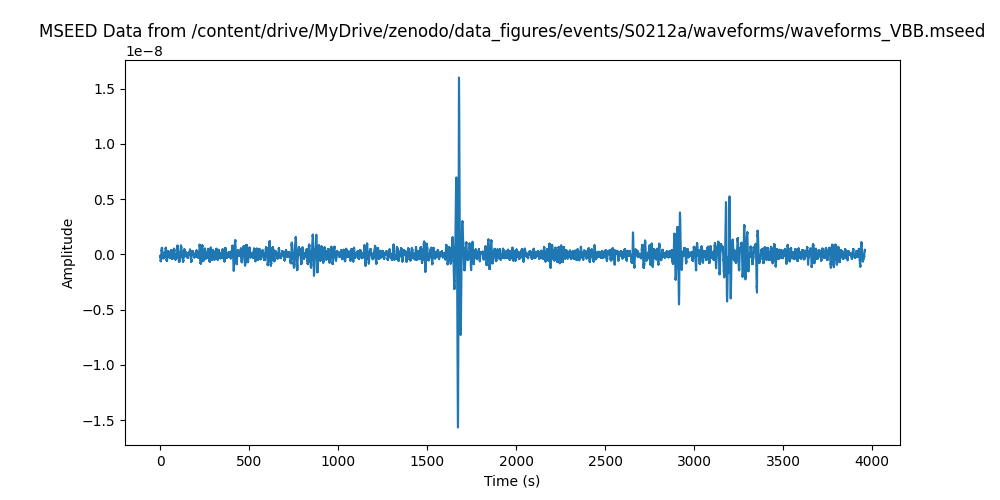 MSEED Data from /content/drive/MyDrive/zenodo/data_figures/events/S0212a/waveforms/waveforms_VBB.mseed
1e−8
1.5
1.0
0.5
0.0
−0.5
−1.0
−1.5
Amplitude
0 500 1000 1500 2000 2500 3000 3500 4000
Time (s)